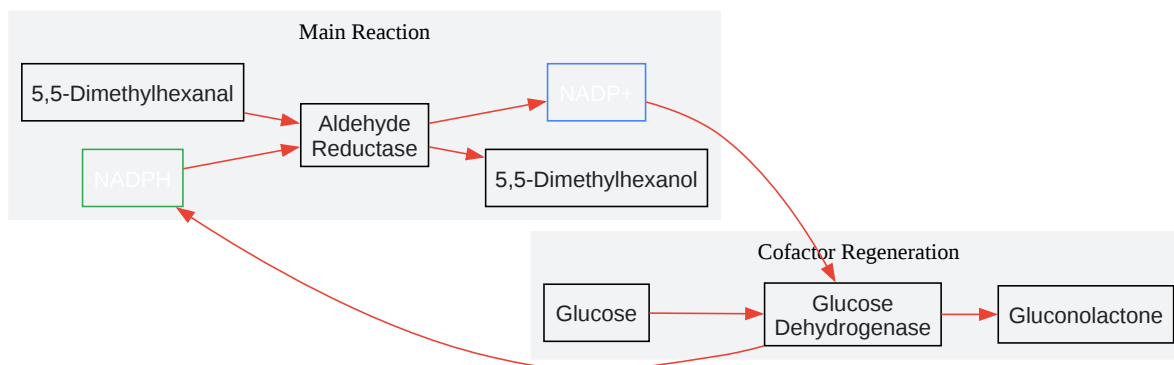 Main Reaction
5,5-Dimethylhexanal
NADP+
Aldehyde
Reductase
NADPH
5,5-Dimethylhexanol
Cofactor Regeneration
Glucose
Glucose
Dehydrogenase
Gluconolactone